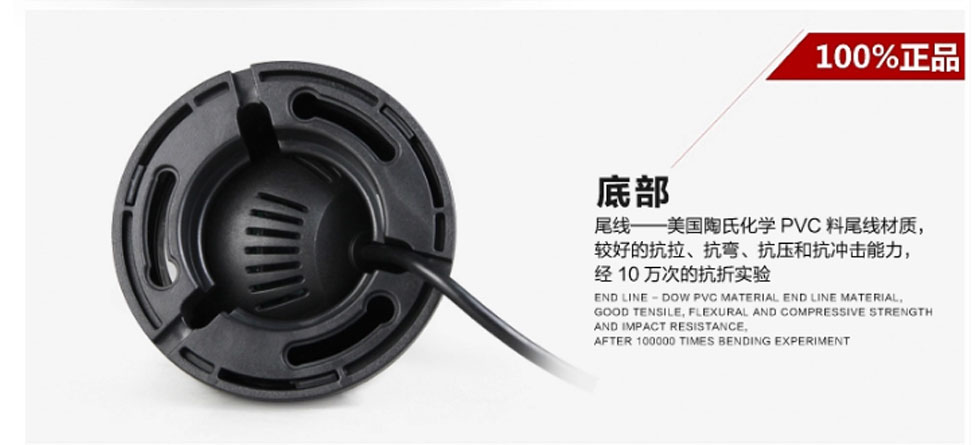 100%正品
底部
尾线——美国陶氏化学 PVC 料尾线材质，
较好的抗拉、抗弯、抗压和抗冲击能力，
经 10 万次的抗折实验
END LINE – DOW PVC MATERIAL END LINE MATERIAL,
GOOD TENSILE, FLEXURAL AND COMPRESSIVE STRENGTH
AND IMPACT RESISTANCE,
AFTER 100000 TIMES BENDING EXPERIMENT